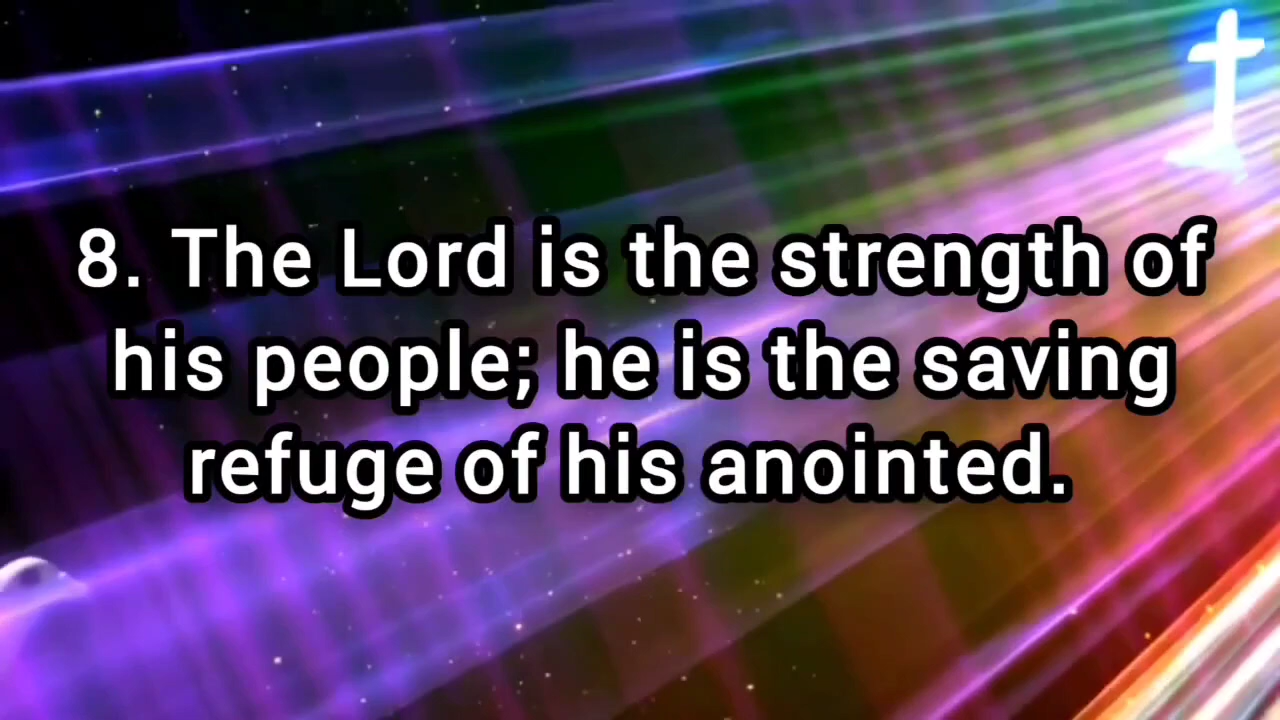 8. The Lord is the strength of
his people; he is the saving
refuge of his anointed.